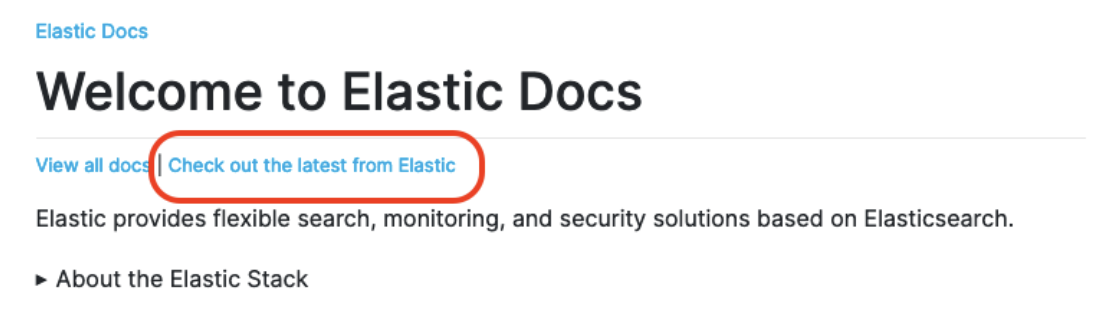 Elastic Docs
Welcome to Elastic Docs
View all docs | Check out the latest from Elastic
Elastic provides flexible search, monitoring, and security solutions based on Elasticsearch.
▸ About the Elastic Stack